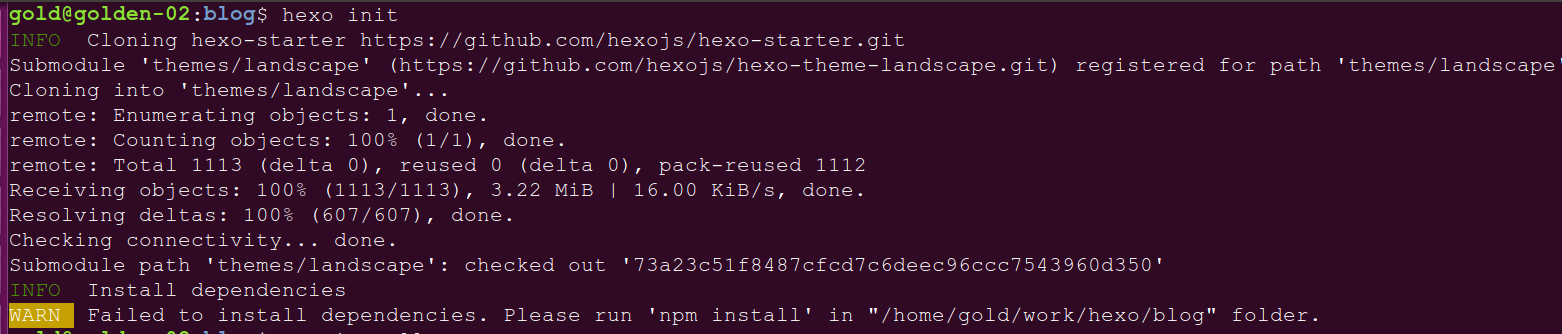 gold@golden-02:blog$ hexo init
INFO  Cloning hexo-starter https://github.com/hexojs/hexo-starter.git
Submodule 'themes/landscape' (https://github.com/hexojs/hexo-theme-landscape.git) registered for path 'themes/landscape'
Cloning into 'themes/landscape'...
remote: Enumerating objects: 1, done.
remote: Counting objects: 100% (1/1), done.
remote: Total 1113 (delta 0), reused 0 (delta 0), pack-reused 1112
Receiving objects: 100% (1113/1113), 3.22 MiB | 16.00 KiB/s, done.
Resolving deltas: 100% (607/607), done.
Checking connectivity... done.
Submodule path 'themes/landscape': checked out '73a23c51f8487cfcd7c6deec96ccc7543960d350'
INFO  Install dependencies
WARN  Failed to install dependencies. Please run 'npm install' in "/home/gold/work/hexo/blog" folder.